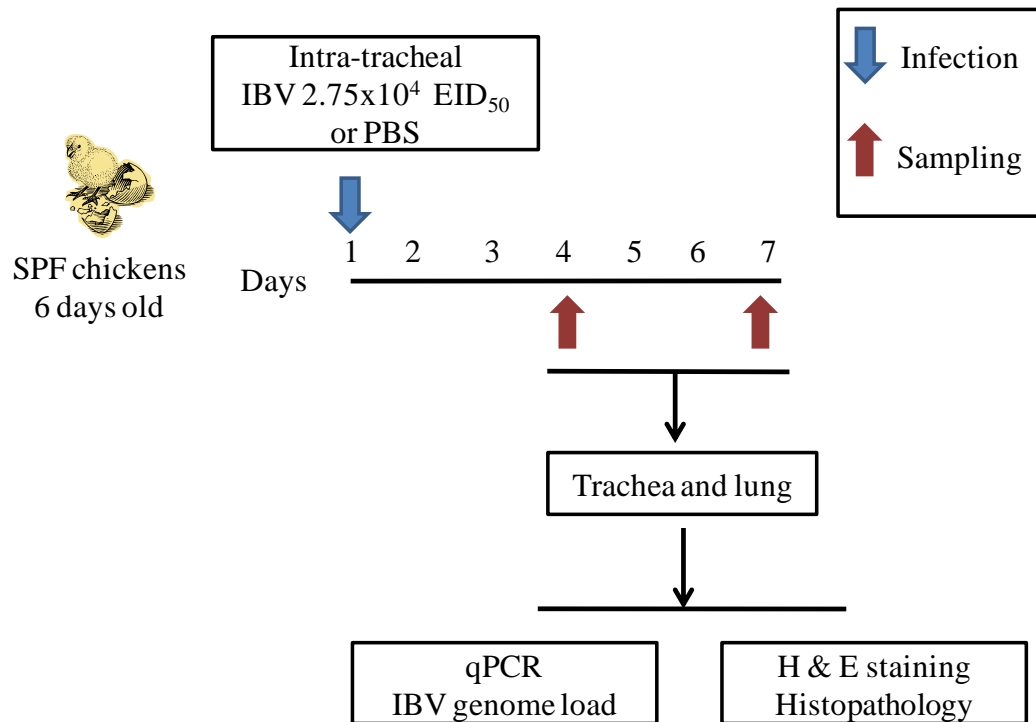 Intra-tracheal
IBV 2.75x10⁴ EID₅₀
or PBS
Infection
Sampling
SPF chickens
6 days old
Days
1 2 3 4 5 6 7
Trachea and lung
qPCR
IBV genome load
H & E staining
Histopathology